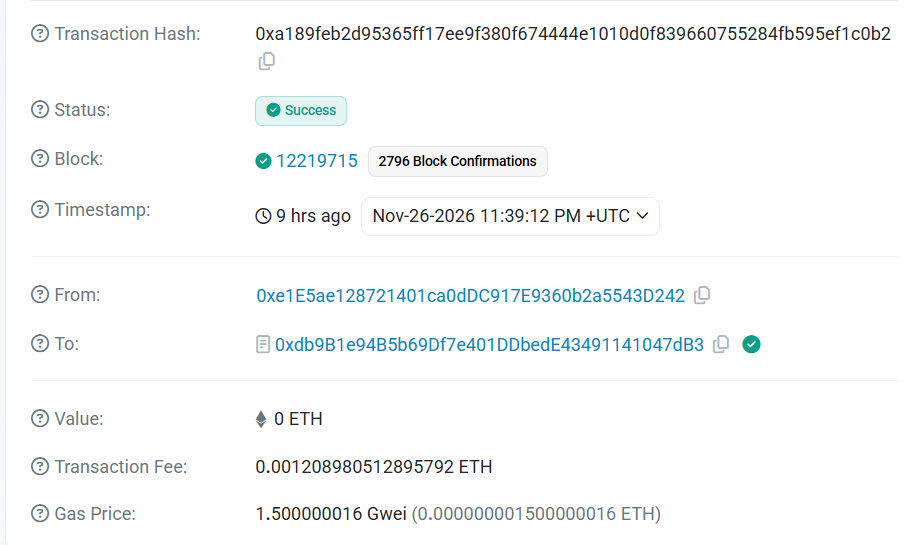 Transaction Hash: 0xa189feb2d95365ff17ee9f380f674444e1010d0f839660755284fb595ef1c0b2
Status: Success
Block: 12219715 2796 Block Confirmations
Timestamp: 9 hrs ago Nov-26-2026 11:39:12 PM +UTC
From: 0xe1E5ae128721401ca0dDC917E9360b2a5543D242
To: 0xdb9B1e94B5b69Df7e401DDbedE43491141047dB3
Value: 0 ETH
Transaction Fee: 0.001208980512895792 ETH
Gas Price: 1.500000016 Gwei (0.000000001500000016 ETH)